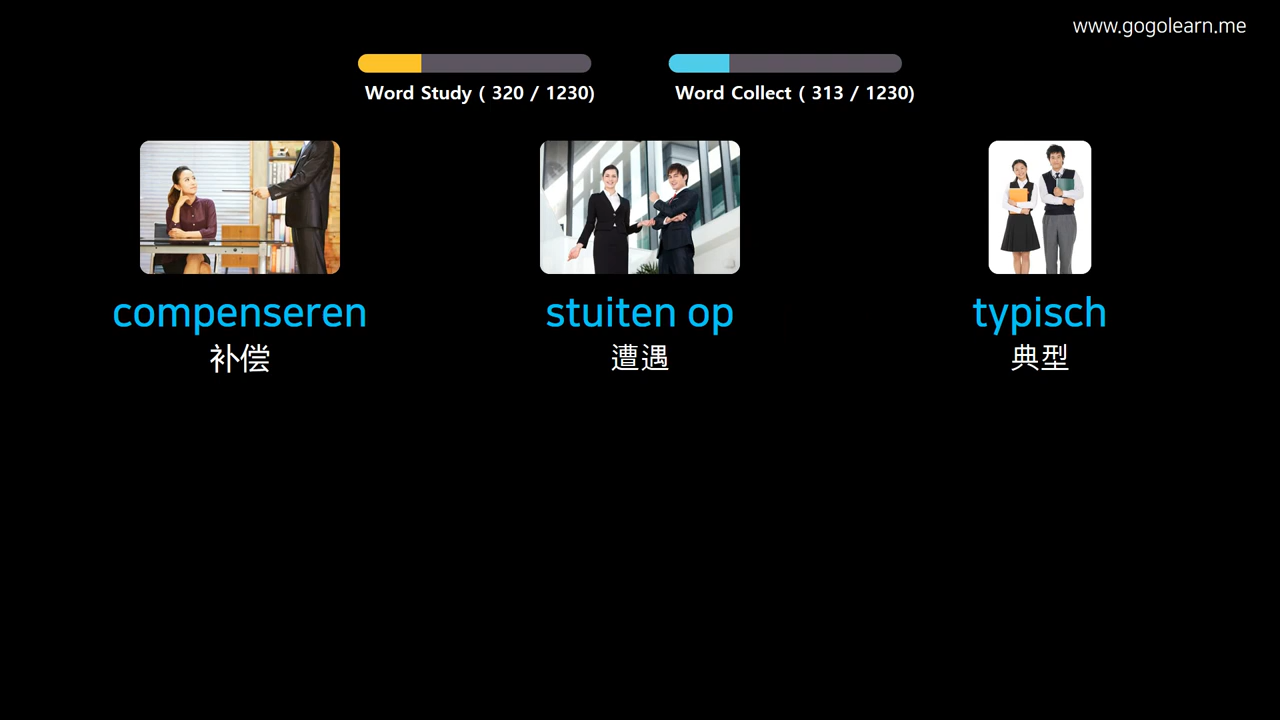 www.gogolearn.me
Word Study ( 320 / 1230)
Word Collect ( 313 / 1230)
compenseren
补偿
stuiten op
遭遇
typisch
典型